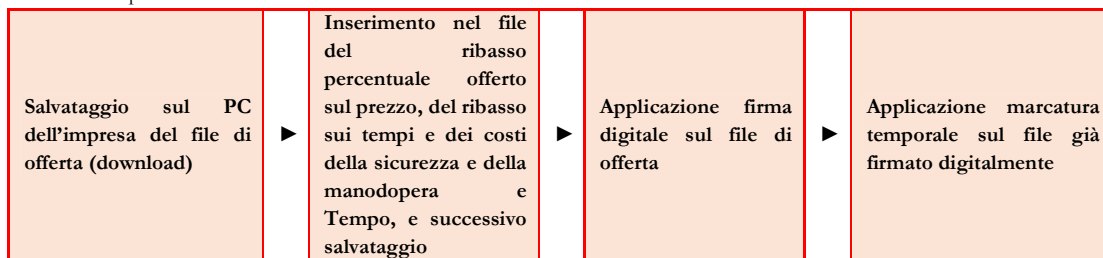 Salvataggio sul PC
dell'impresa del file di
offerta (download)
►
Inserimento nel file
del ribasso
percentuale offerto
sul prezzo, del ribasso
sui tempi e dei costi
della sicurezza e della
manodopera e
Tempo, e successivo
salvataggio
►
Applicazione firma
digitale sul file di
offerta
►
Applicazione marcatura
temporale sul file già
firmato digitalmente